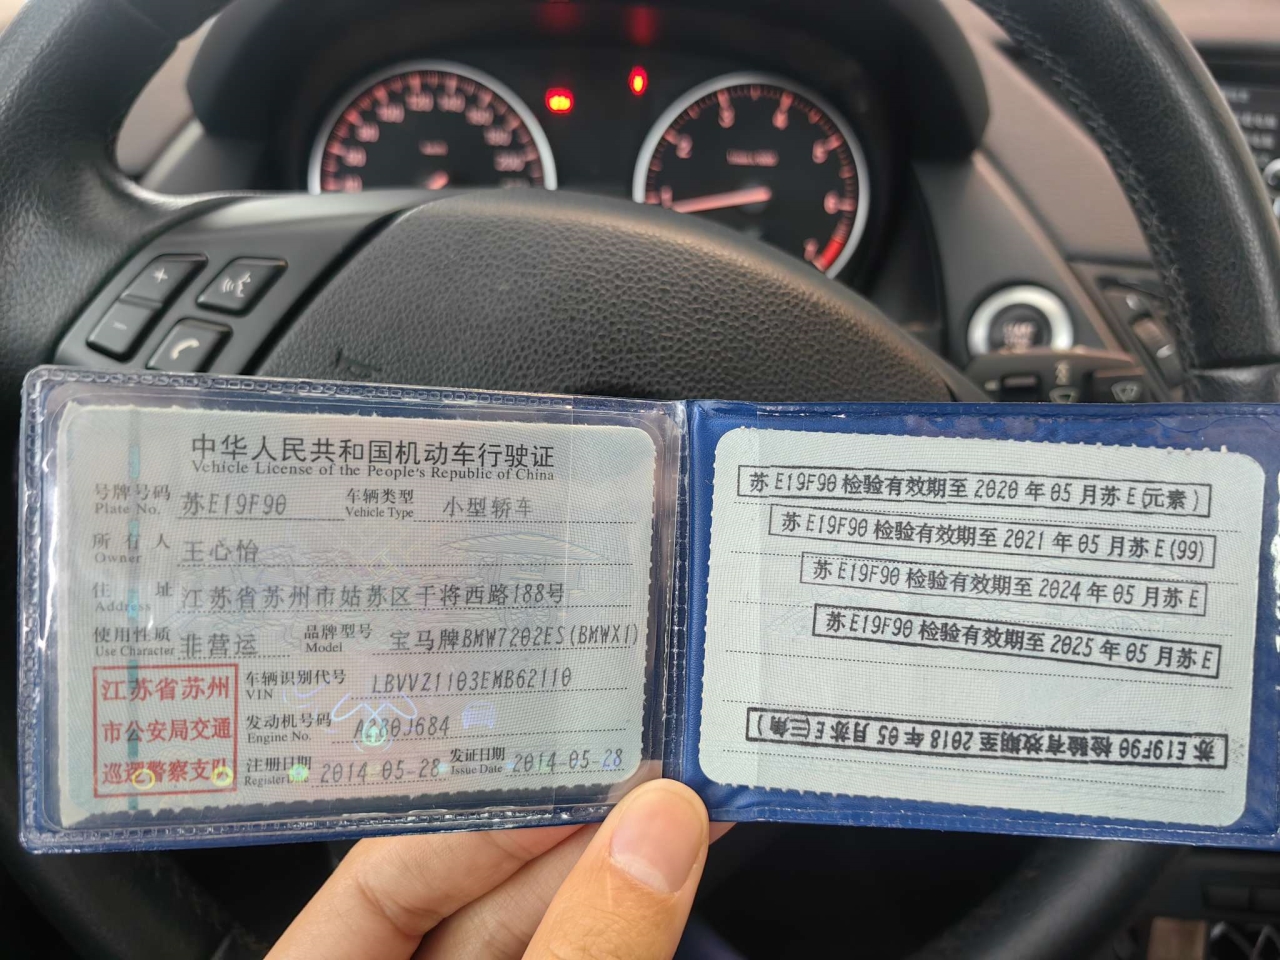 中华人民共和国机动车行驶证
Vehicle License of the People's Republic of China
号牌号码 苏E19F90 车辆类型 小型轿车
Plate No. Vehicle Type
所有人 王心怡
Owner
住址 江苏省苏州市姑苏区干将西路188号
Address
使用性质 非营运 品牌型号 宝马牌BMW7202ES(BMWX1)
Use Character Model
江苏省苏州
市公安局交通
巡逻警察支队
车辆识别代号 LBVVZ1103EMB62110
VIN
发动机号码 A280J684
Engine No.
注册日期 2014-05-28 发证日期 2014-05-28
Register Issue Date
苏E19F90检验有效期至2020年05月苏E(元素)
苏E19F90检验有效期至2021年05月苏E(99)
苏E19F90检验有效期至2024年05月苏E
苏E19F90检验有效期至2025年05月苏E
苏E19F90检验有效期至2018年05月苏E(三角)